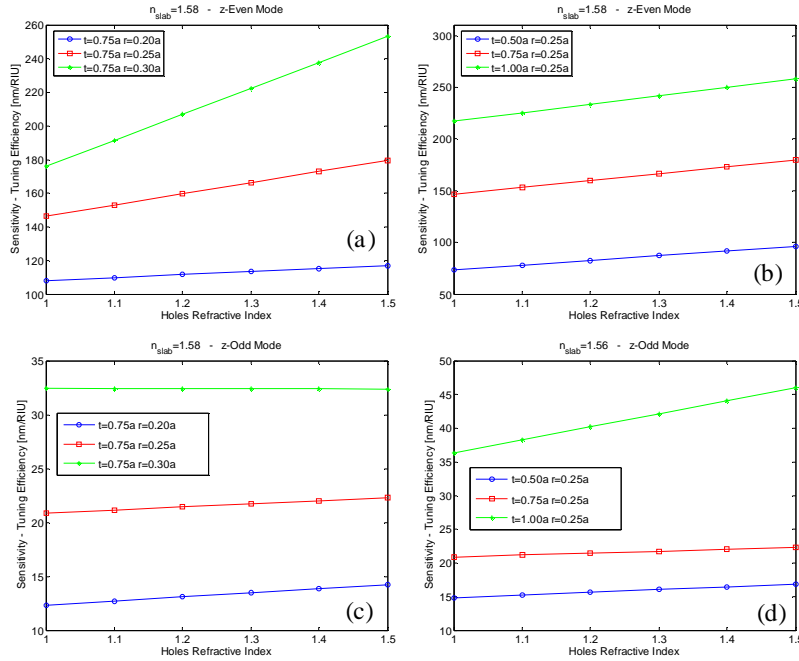 n_slab=1.58 - z-Even Mode
260
240
220
200
180
160
140
120
100
Sensitivity - Tuning Efficiency [nm/RIU]
t=0.75a r=0.20a
t=0.75a r=0.25a
t=0.75a r=0.30a
(a)
1 1.1 1.2 1.3 1.4 1.5
Holes Refractive Index
n_slab=1.58 - z-Even Mode
300
250
200
150
100
50
Sensitivity - Tuning Efficiency [nm/RIU]
t=0.50a r=0.25a
t=0.75a r=0.25a
t=1.00a r=0.25a
(b)
1 1.1 1.2 1.3 1.4 1.5
Holes Refractive Index
n_slab=1.58 - z-Odd Mode
35
30
25
20
15
10
Sensitivity - Tuning Efficiency [nm/RIU]
t=0.75a r=0.20a
t=0.75a r=0.25a
t=0.75a r=0.30a
(c)
1 1.1 1.2 1.3 1.4 1.5
Holes Refractive Index
n_slab=1.56 - z-Odd Mode
50
45
40
35
30
25
20
15
10
Sensitivity - Tuning Efficiency [nm/RIU]
t=0.50a r=0.25a
t=0.75a r=0.25a
t=1.00a r=0.25a
(d)
1 1.1 1.2 1.3 1.4 1.5
Holes Refractive Index